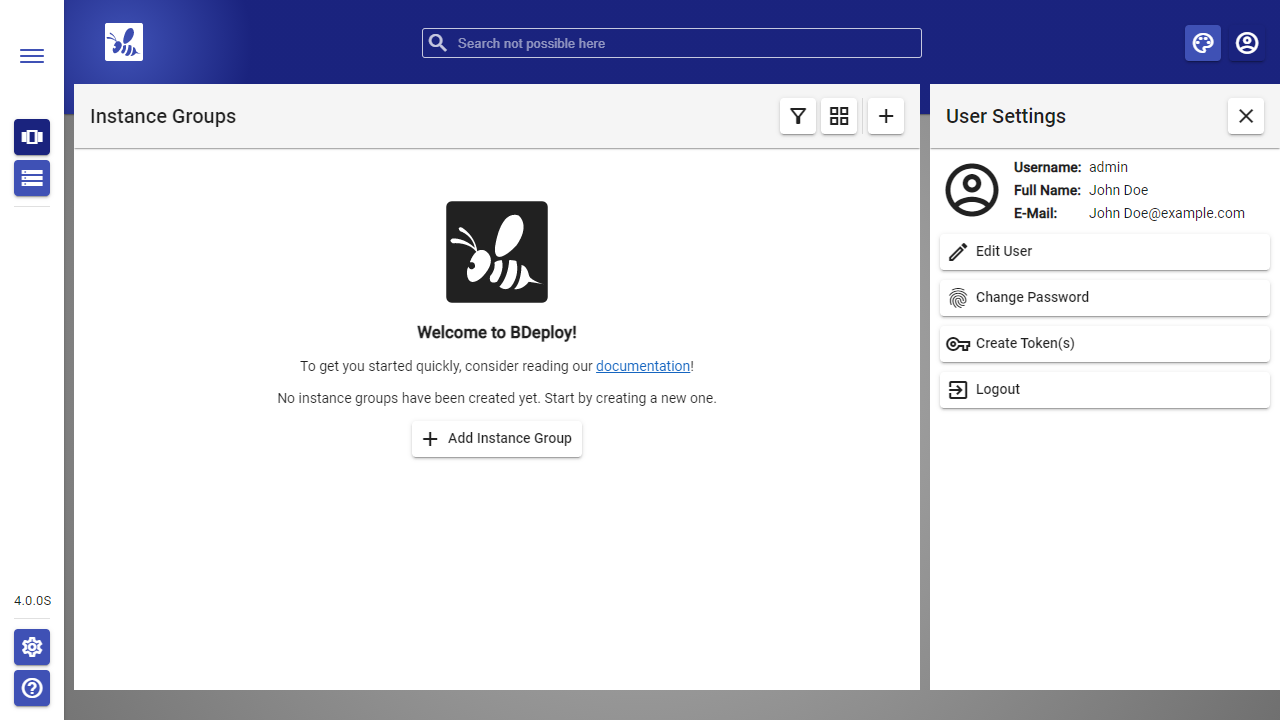 Search not possible here
Instance Groups
User Settings
Username: admin
Full Name: John Doe
E-Mail: John Doe@example.com
Edit User
Change Password
Create Token(s)
Logout
Welcome to BDeploy!
To get you started quickly, consider reading our documentation!
No instance groups have been created yet. Start by creating a new one.
Add Instance Group
4.0.0S